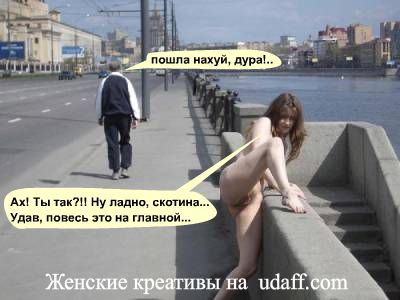 пошла нахуй, дура!..
Ах! Ты так?!! Ну ладно, скотина...
Удав, повесь это на главной...
Женские креативы на udaff.com